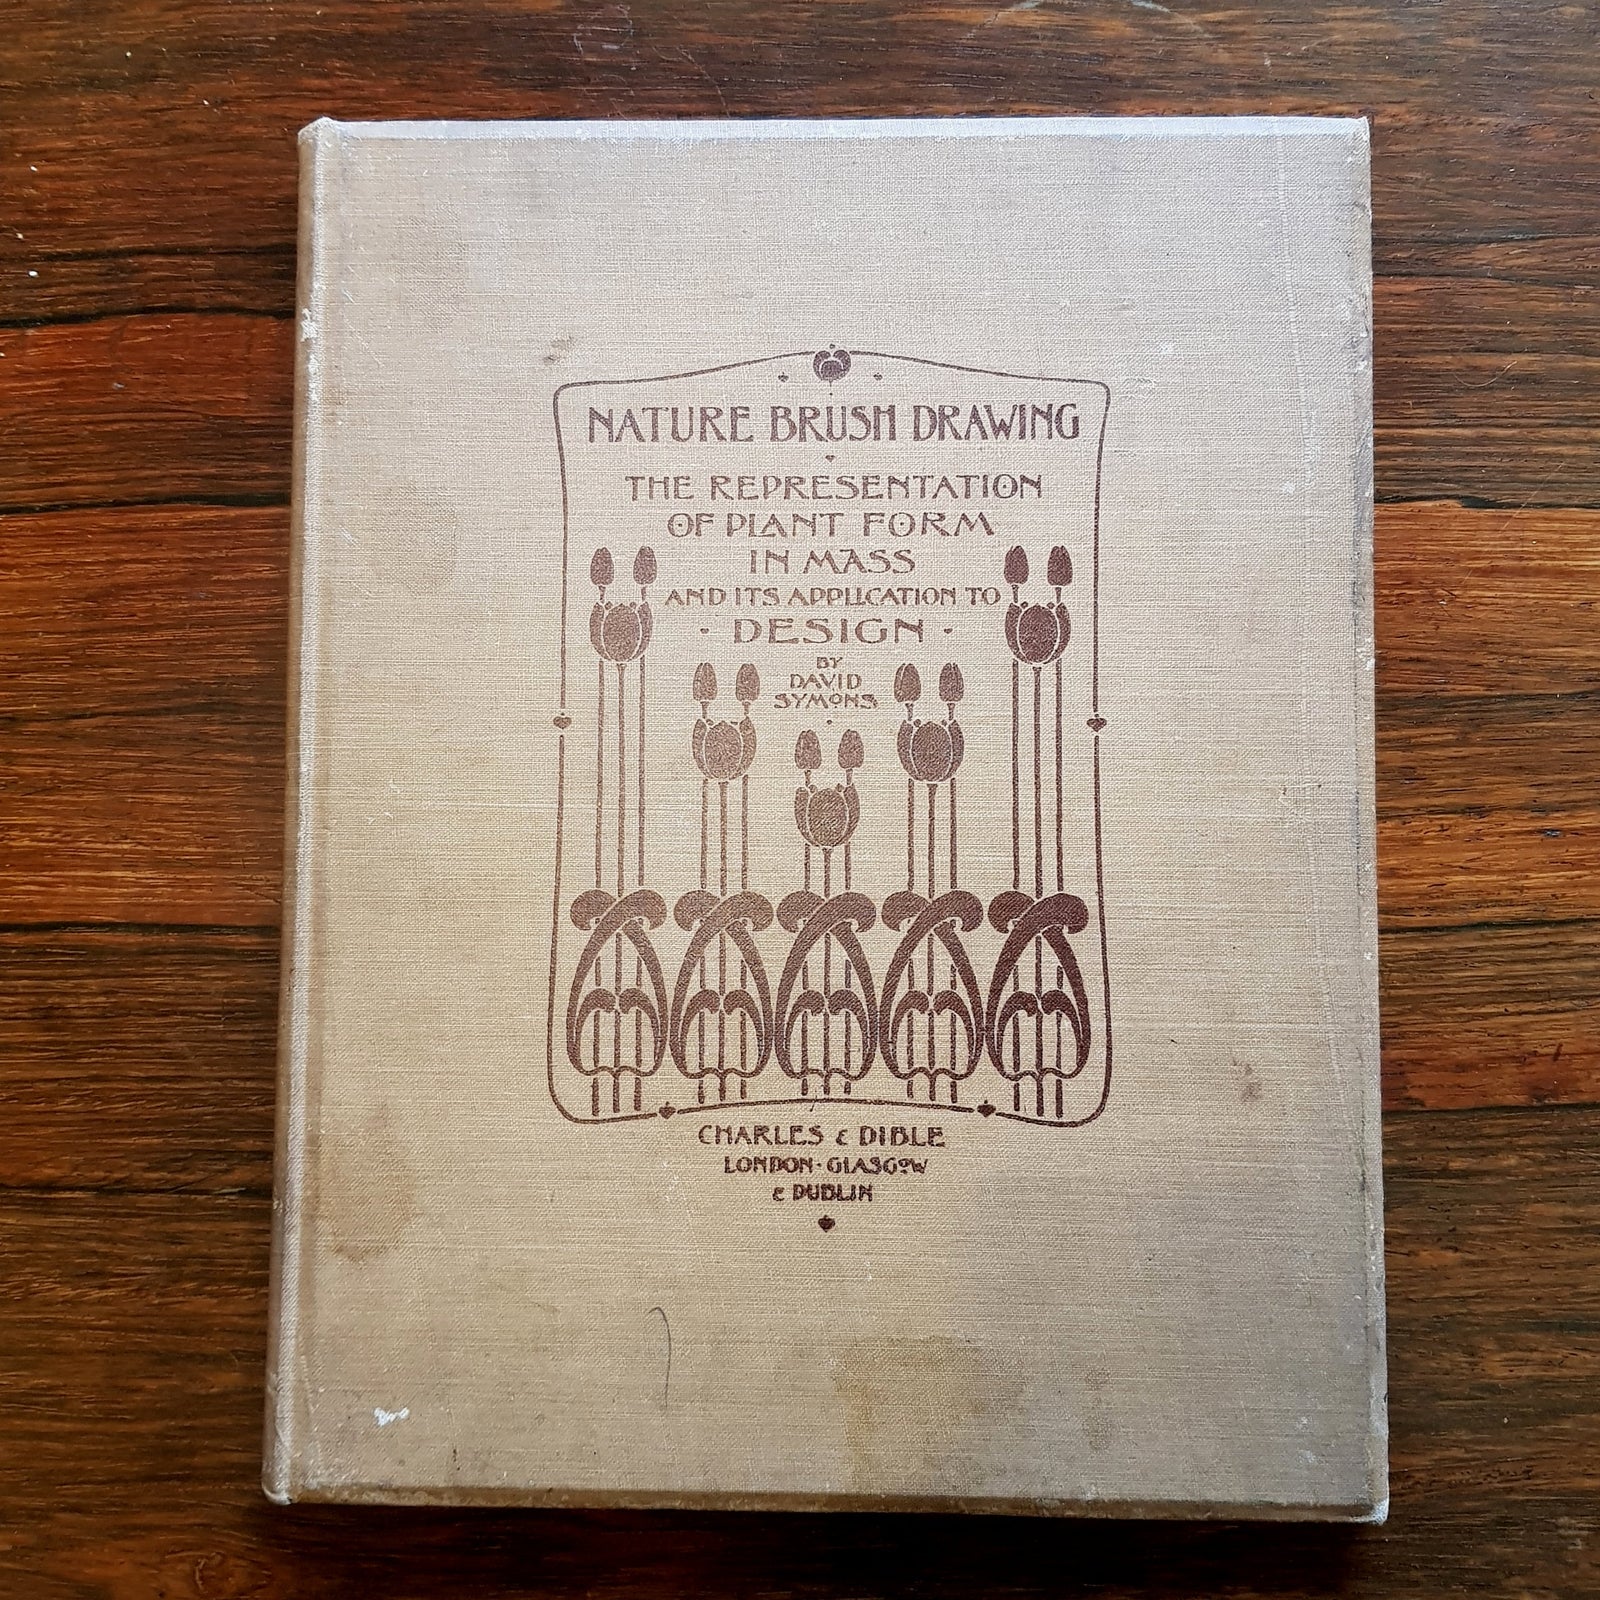 NATURE BRUSH DRAWING
THE REPRESENTATION
OF PLANT FORM
IN MASS
AND ITS APPLICATION TO
· DESIGN ·
BY
DAVID
SYMONS
CHARLES & DIBLE
LONDON · GLASGOW
& DUBLIN